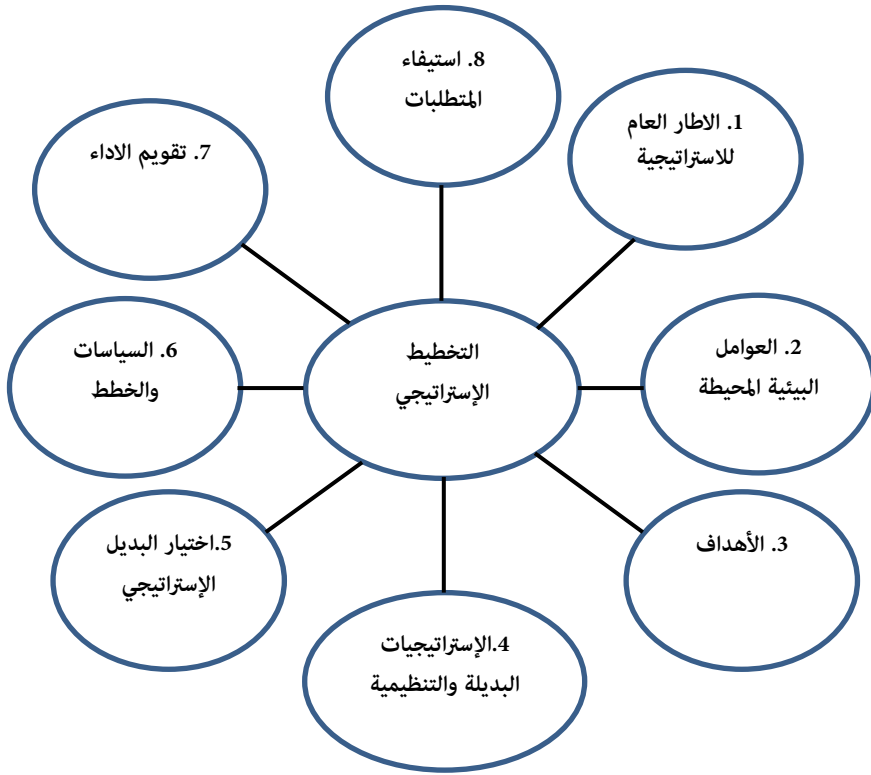 التخطيط
الإستراتيجي
1. الاطار العام
للاستراتيجية
2. العوامل
البيئية المحيطة
3. الأهداف
4.الإستراتيجيات
البديلة والتنظيمية
5.اختيار البديل
الإستراتيجي
6. السياسات
والخطط
7. تقويم الاداء
8. استيفاء
المتطلبات